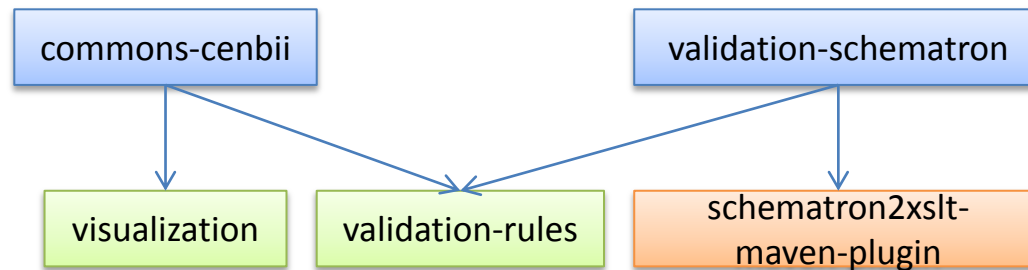 commons-cenbii
validation-schematron
visualization
validation-rules
schematron2xslt-
maven-plugin